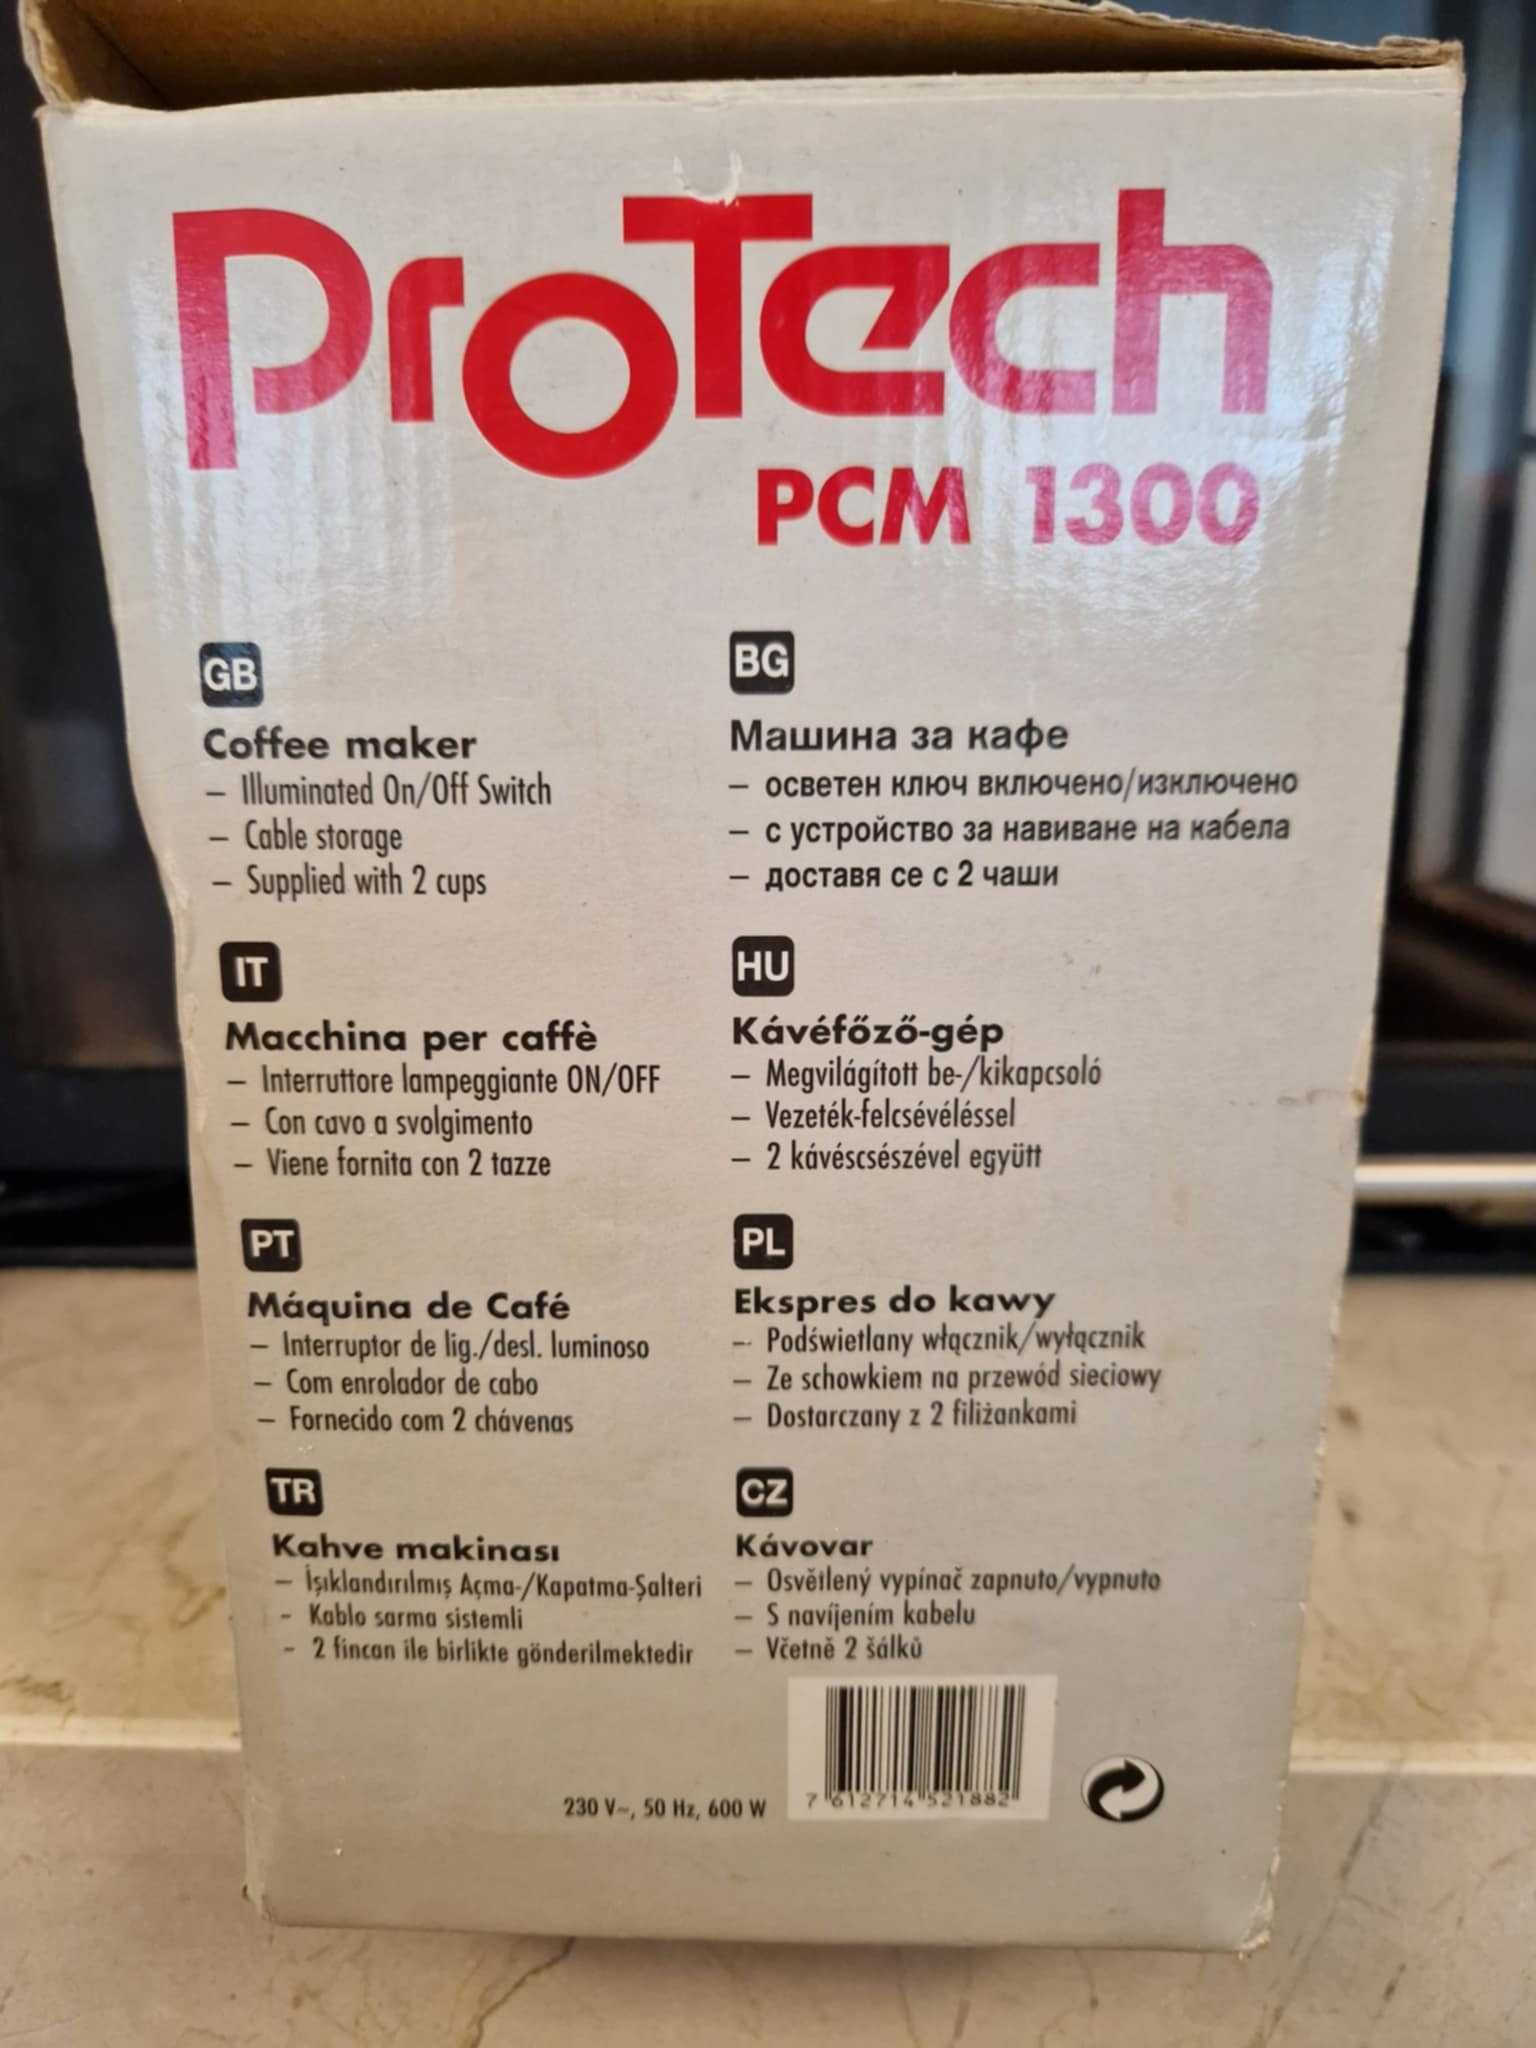 ProTech
PCM 1300
GB
Coffee maker
– Illuminated On/Off Switch
– Cable storage
– Supplied with 2 cups
IT
Macchina per caffè
– Interruttore lampeggiante ON/OFF
– Con cavo a svolgimento
– Viene fornita con 2 tazze
PT
Máquina de Café
– Interruptor de lig./desl. luminoso
– Com enrolador de cabo
– Fornecido com 2 chávenas
TR
Kahve makinası
– İşıklandırılmış Açma-/Kapatma-Şalteri
- Kablo sarma sistemli
- 2 fincan ile birlikte gönderilmektedir
BG
Машина за кафе
– осветен ключ включено/изключено
– с устройство за навиване на кабела
– доставя се с 2 чаши
HU
Kávéfőző-gép
– Megvilágított be-/kikapcsoló
– Vezeték-felcsévéléssel
– 2 kávéscsészével együtt
PL
Ekspres do kawy
– Podświetlany włącznik/wyłącznik
– Ze schowkiem na przewód sieciowy
– Dostarczany z 2 filiżankami
CZ
Kávovar
– Osvětlený vypínač zapnuto/vypnuto
– S navíjením kabelu
– Včetně 2 šálků
230 V~, 50 Hz, 600 W
7 612714 521882